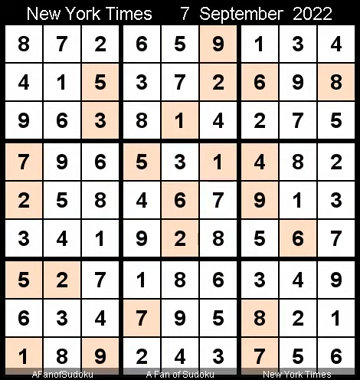 New York Times 7 September 2022
8 7 2 6 5 9 1 3 4
4 1 5 3 7 2 6 9 8
9 6 3 8 1 4 2 7 5
7 9 6 5 3 1 4 8 2
2 5 8 4 6 7 9 1 3
3 4 1 9 2 8 5 6 7
5 2 7 1 8 6 3 4 9
6 3 4 7 9 5 8 2 1
1 8 9 2 4 3 7 5 6
AFanofSudoku A Fan of Sudoku New York Times